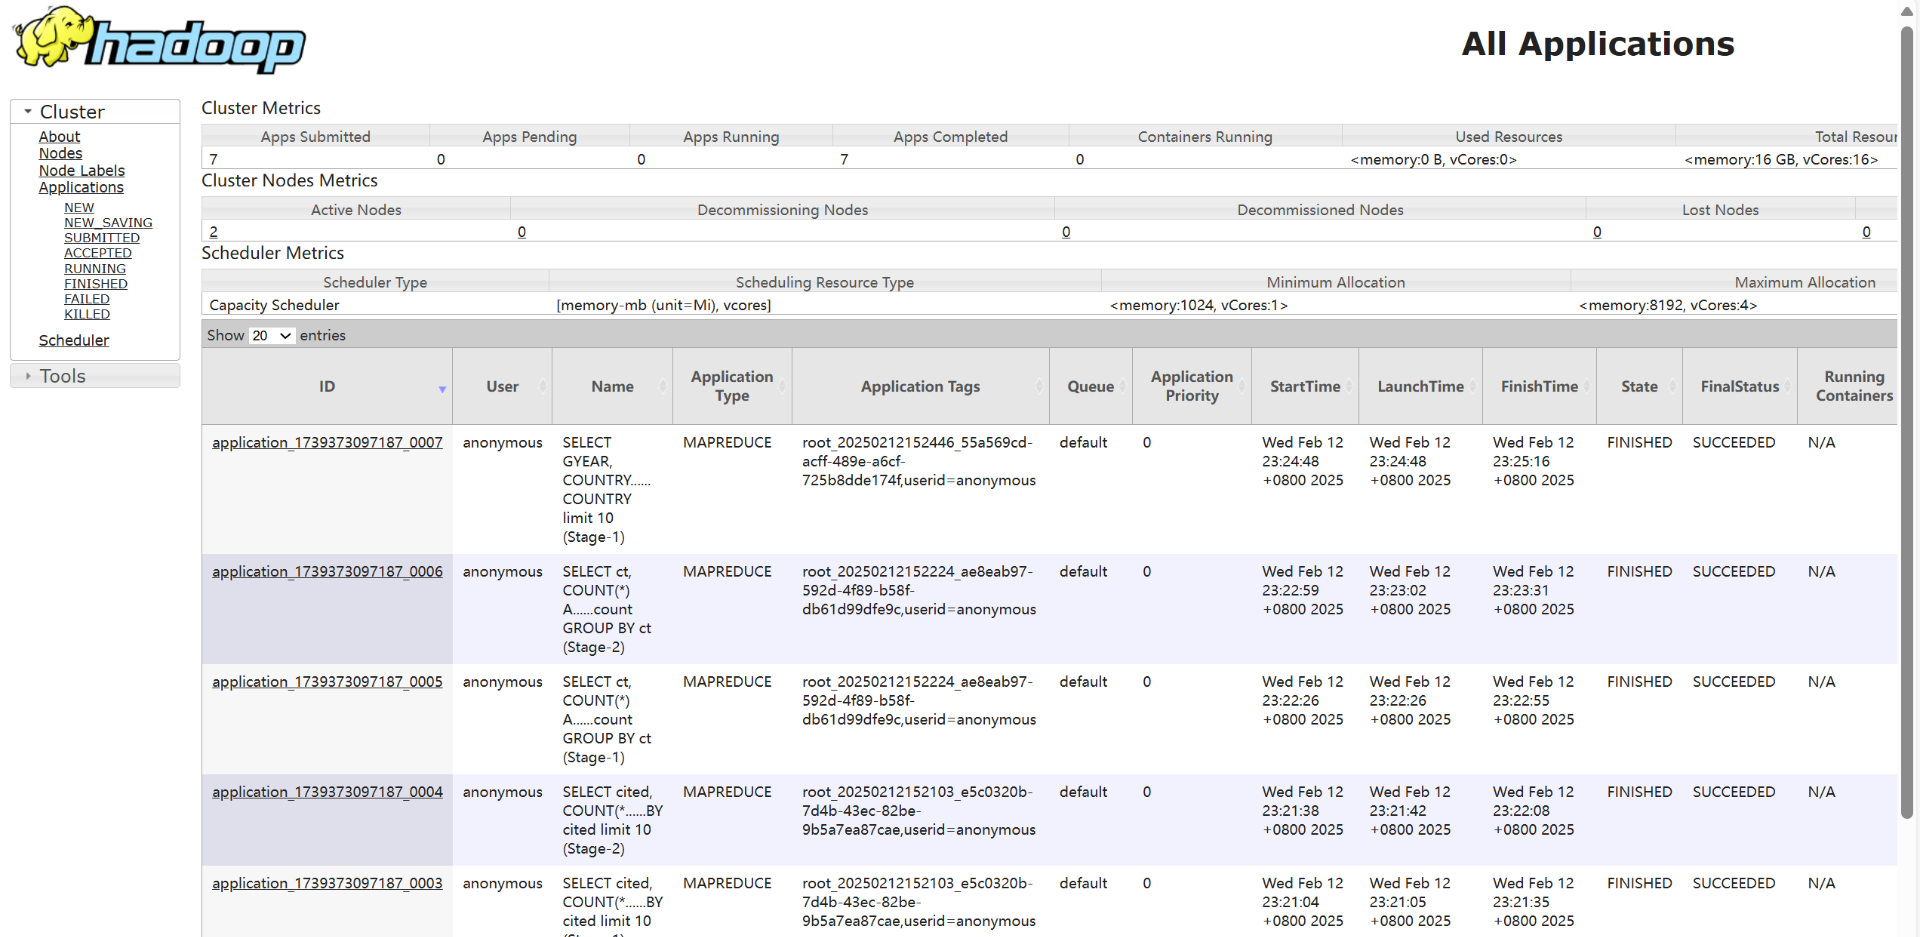 hadoop
All Applications
Cluster
About
Nodes
Node Labels
Applications
NEW
NEW_SAVING
SUBMITTED
ACCEPTED
RUNNING
FINISHED
FAILED
KILLED
Scheduler
Tools
Cluster Metrics
Apps Submitted Apps Pending Apps Running Apps Completed Containers Running Used Resources Total Resour
7 0 0 7 0 <memory:0 B, vCores:0> <memory:16 GB, vCores:16>
Cluster Nodes Metrics
Active Nodes Decommissioning Nodes Decommissioned Nodes Lost Nodes
2 0 0 0 0
Scheduler Metrics
Scheduler Type Scheduling Resource Type Minimum Allocation Maximum Allocation
Capacity Scheduler [memory-mb (unit=Mi), vcores] <memory:1024, vCores:1> <memory:8192, vCores:4>
Show 20 entries
ID User Name Application Type Application Tags Queue Application Priority StartTime LaunchTime FinishTime State FinalStatus Running Containers
application_1739373097187_0007 anonymous SELECT MAPREDUCE root_20250212152446_55a569cd- default 0 Wed Feb 12 Wed Feb 12 Wed Feb 12 FINISHED SUCCEEDED N/A
GYEAR, acff-489e-a6cf- 23:24:48 23:24:48 23:25:16
COUNTRY...... 725b8dde174f,userid=anonymous +0800 2025 +0800 2025 +0800 2025
COUNTRY
limit 10
(Stage-1)
application_1739373097187_0006 anonymous SELECT ct, MAPREDUCE root_20250212152224_ae8eab97- default 0 Wed Feb 12 Wed Feb 12 Wed Feb 12 FINISHED SUCCEEDED N/A
COUNT(*) 592d-4f89-b58f- 23:22:59 23:23:02 23:23:31
A......count db61d99dfe9c,userid=anonymous +0800 2025 +0800 2025 +0800 2025
GROUP BY ct
(Stage-2)
application_1739373097187_0005 anonymous SELECT ct, MAPREDUCE root_20250212152224_ae8eab97- default 0 Wed Feb 12 Wed Feb 12 Wed Feb 12 FINISHED SUCCEEDED N/A
COUNT(*) 592d-4f89-b58f- 23:22:26 23:22:26 23:22:55
A......count db61d99dfe9c,userid=anonymous +0800 2025 +0800 2025 +0800 2025
GROUP BY ct
(Stage-1)
application_1739373097187_0004 anonymous SELECT cited, MAPREDUCE root_20250212152103_e5c0320b- default 0 Wed Feb 12 Wed Feb 12 Wed Feb 12 FINISHED SUCCEEDED N/A
COUNT(*......BY 7d4b-43ec-82be- 23:21:38 23:21:42 23:22:08
cited limit 10 9b5a7ea87cae,userid=anonymous +0800 2025 +0800 2025 +0800 2025
(Stage-2)
application_1739373097187_0003 anonymous SELECT cited, MAPREDUCE root_20250212152103_e5c0320b- default 0 Wed Feb 12 Wed Feb 12 Wed Feb 12 FINISHED SUCCEEDED N/A
COUNT(*......BY 7d4b-43ec-82be- 23:21:04 23:21:05 23:21:35
cited limit 10 9b5a7ea87cae,userid=anonymous +0800 2025 +0800 2025 +0800 2025